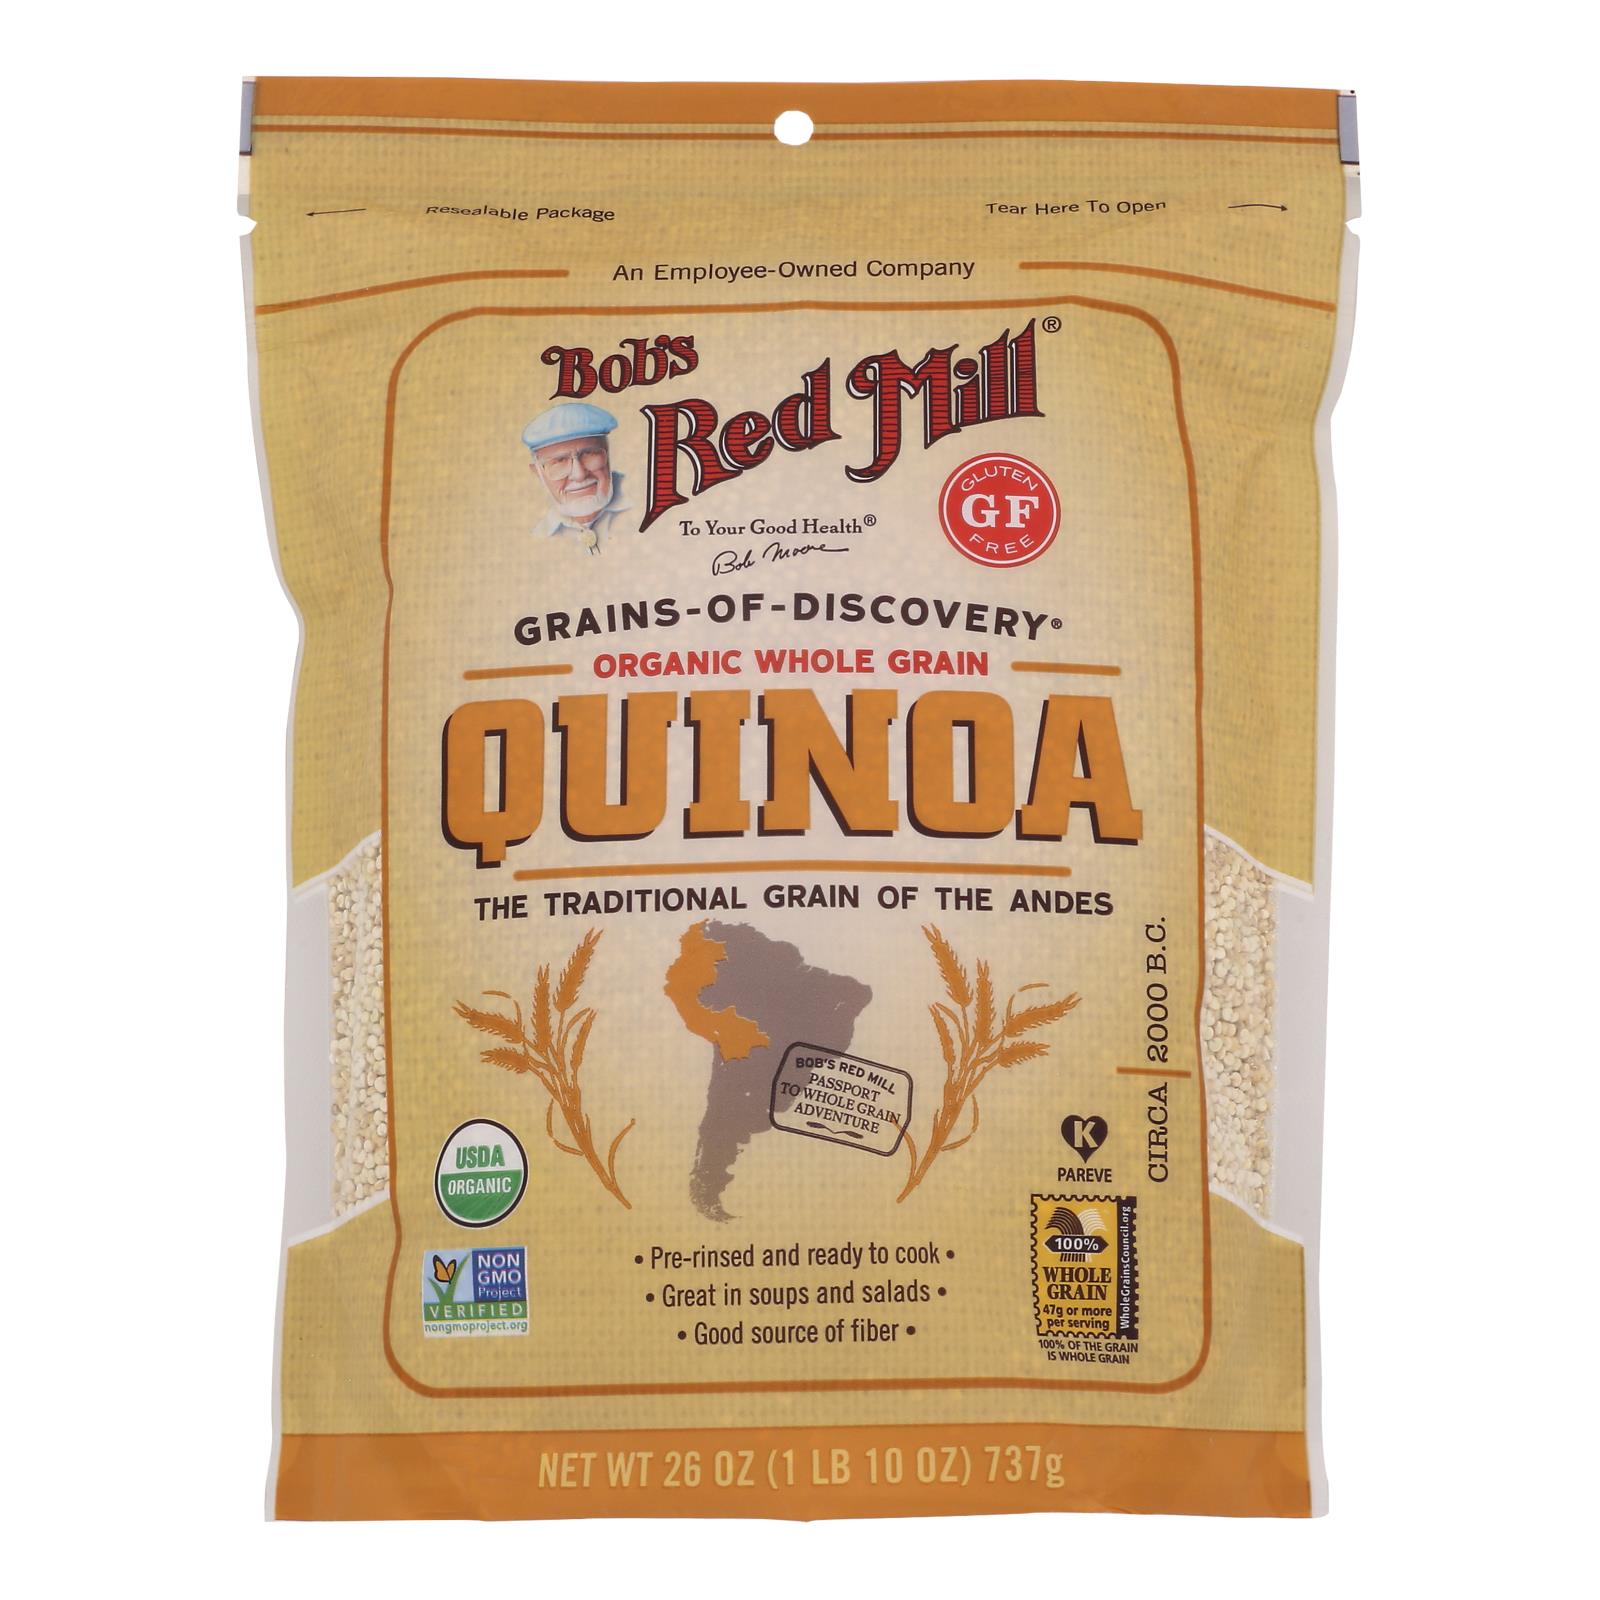 Resealable Package
Tear Here To Open
An Employee-Owned Company
Bob's
Red Mill®
To Your Good Health®
Bob Moore
GLUTEN
GF
FREE
GRAINS-OF-DISCOVERY®
ORGANIC WHOLE GRAIN
QUINOA
THE TRADITIONAL GRAIN OF THE ANDES
CIRCA 2000 B.C.
BOB'S RED MILL
PASSPORT
TO WHOLE GRAIN
ADVENTURE
USDA
ORGANIC
K
PAREVE
NON
GMO
Project
VERIFIED
nongmoproject.org
• Pre-rinsed and ready to cook •
• Great in soups and salads •
• Good source of fiber •
100%
WHOLE
GRAIN
47g or more
per serving
WholeGrainsCouncil.org
100% OF THE GRAIN
IS WHOLE GRAIN
NET WT 26 OZ (1 LB 10 OZ) 737g